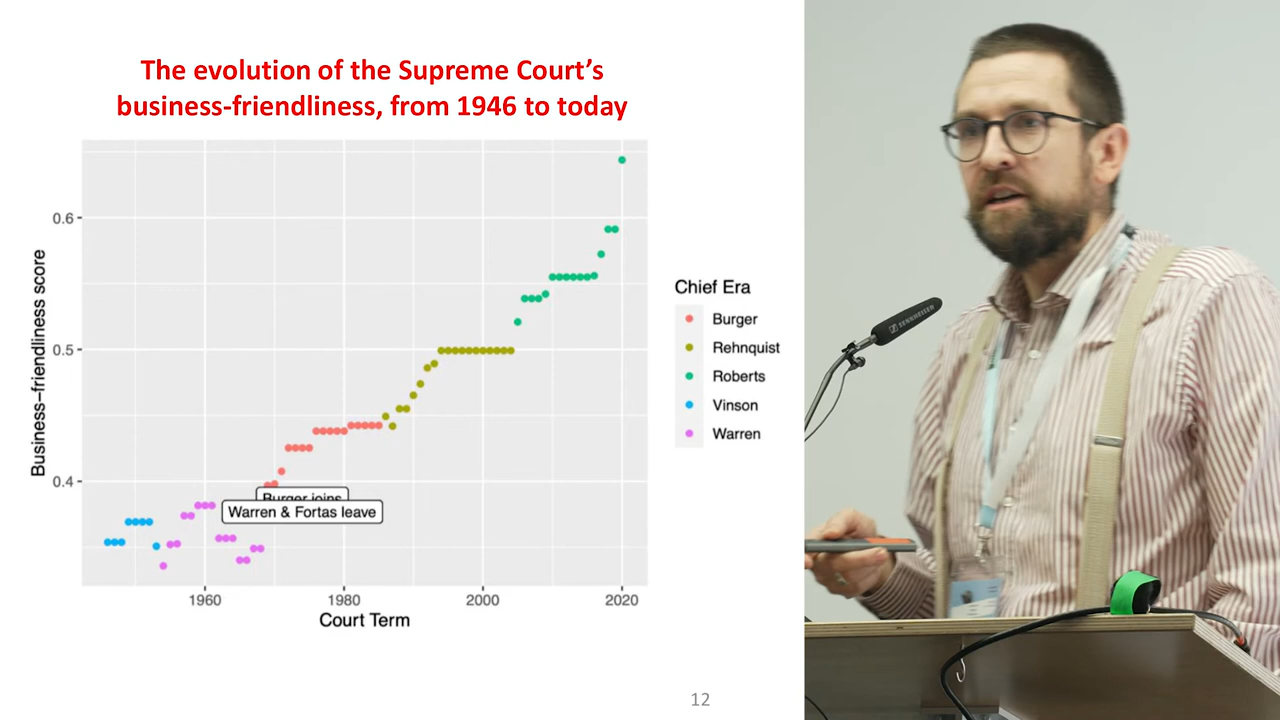 The evolution of the Supreme Court’s
business-friendliness, from 1946 to today
Business–friendliness score
0.6
0.5
0.4
Burger joins
Warren & Fortas leave
1960
1980
2000
2020
Court Term
Chief Era
Burger
Rehnquist
Roberts
Vinson
Warren
12
SENNHEISER